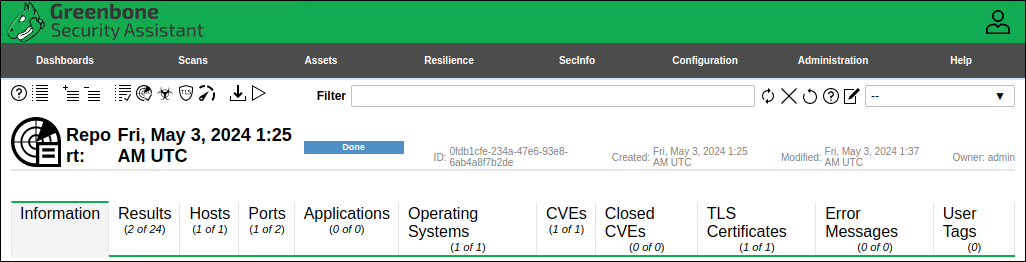 Greenbone
Security Assistant
Dashboards Scans Assets Resilience SecInfo Configuration Administration Help
TLS Filter -- ▼
Report: Fri, May 3, 2024 1:25 AM UTC
Done
ID: 0fdb1cfe-234a-47e6-93e8-6ab4a8f7b2de
Created: Fri, May 3, 2024 1:25 AM UTC
Modified: Fri, May 3, 2024 1:37 AM UTC
Owner: admin
Information
Results
(2 of 24)
Hosts
(1 of 1)
Ports
(1 of 2)
Applications
(0 of 0)
Operating
Systems
(1 of 1)
CVEs
(1 of 1)
Closed
CVEs
(0 of 0)
TLS
Certificates
(1 of 1)
Error
Messages
(0 of 0)
User
Tags
(0)